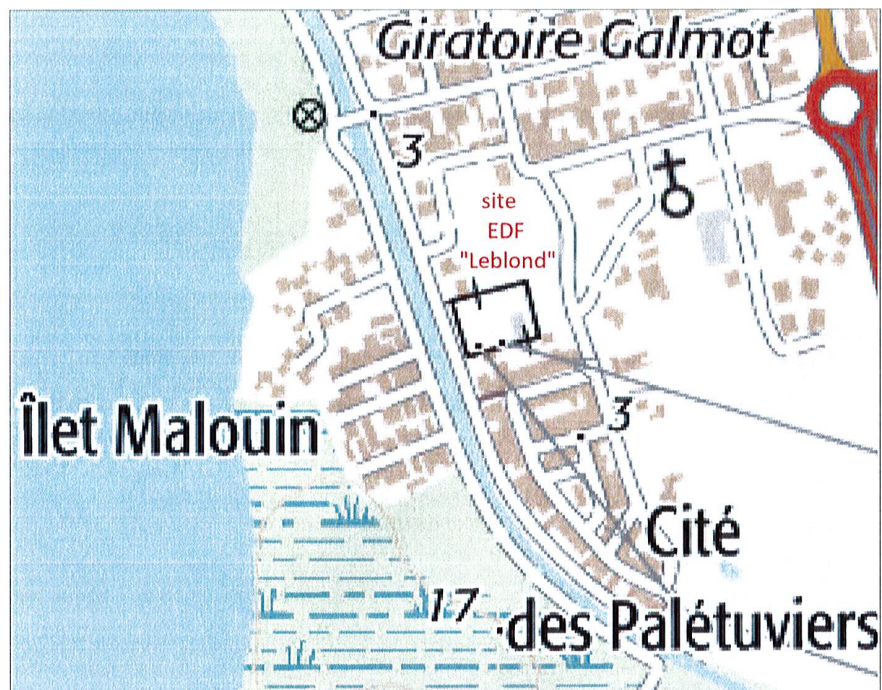 Giratoire Galmot
3
site
EDF
"Leblond"
Îlet Malouin
3
Cité
17
des Palétuviers